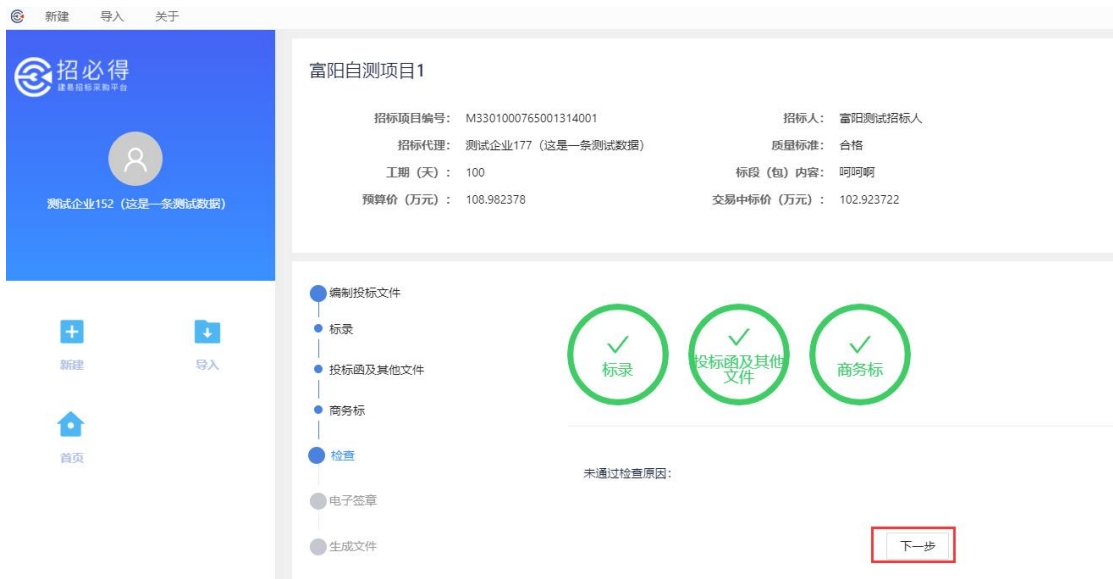 新建 导入 关于
招必得
建易招标采购平台
测试企业152（这是一条测试数据）
新建 导入
首页
富阳自测项目1
招标项目编号： M3301000765001314001 招标人： 富阳测试招标人
招标代理： 测试企业177（这是一条测试数据） 质量标准： 合格
工期（天）： 100 标段（包）内容： 呵呵啊
预算价（万元）： 108.982378 交易中标价（万元）： 102.923722
编制投标文件
标录
投标函及其他文件
商务标
检查
电子签章
生成文件
标录
投标函及其他
文件
商务标
未通过检查原因：
下一步